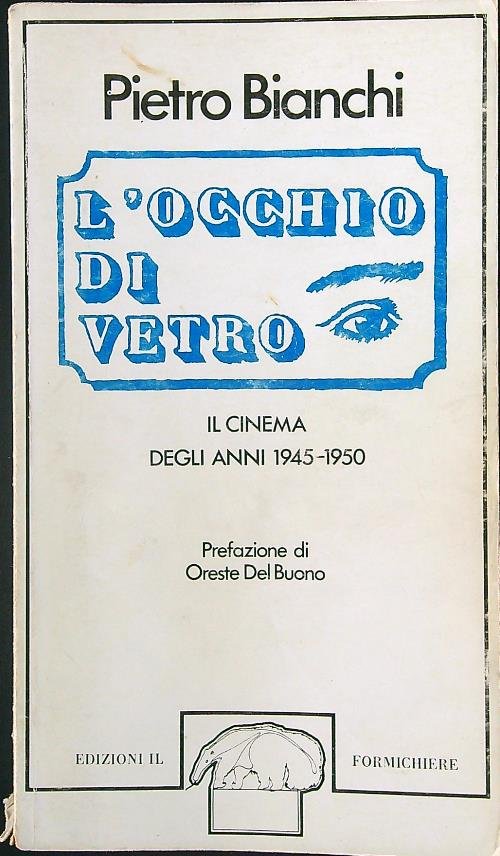 Pietro Bianchi
L'OCCHIO
DI
VETRO
IL CINEMA
DEGLI ANNI 1945-1950
Prefazione di
Oreste Del Buono
EDIZIONI IL FORMICHIERE